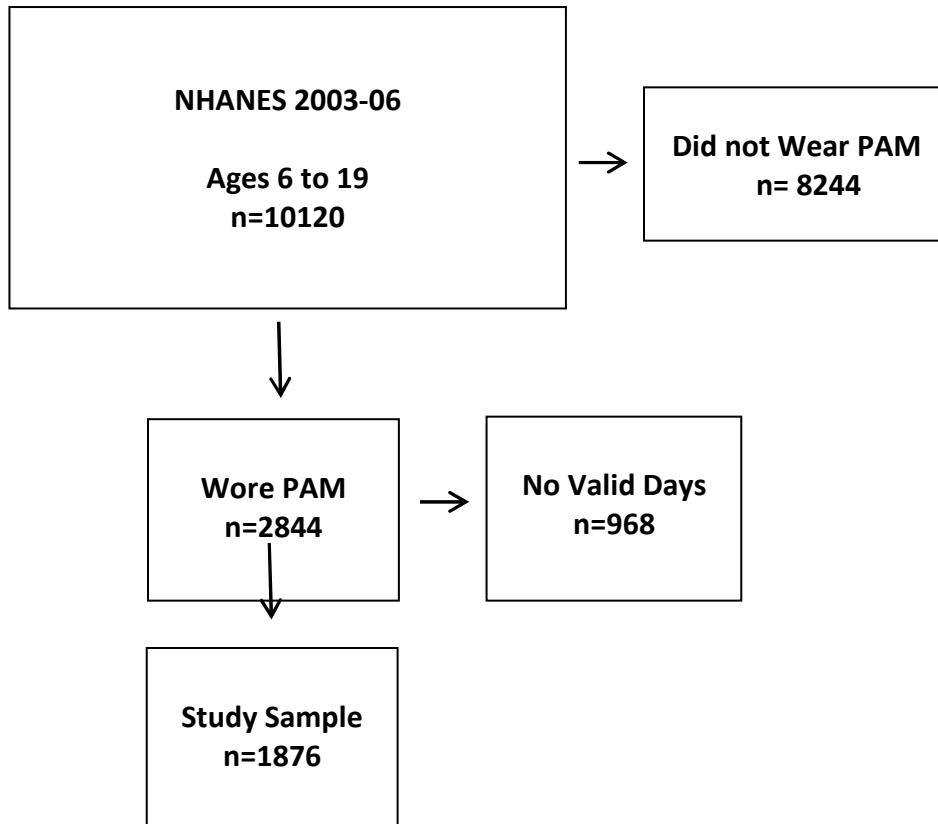 NHANES 2003-06
Ages 6 to 19
n=10120
Did not Wear PAM
n= 8244
Wore PAM
n=2844
No Valid Days
n=968
Study Sample
n=1876